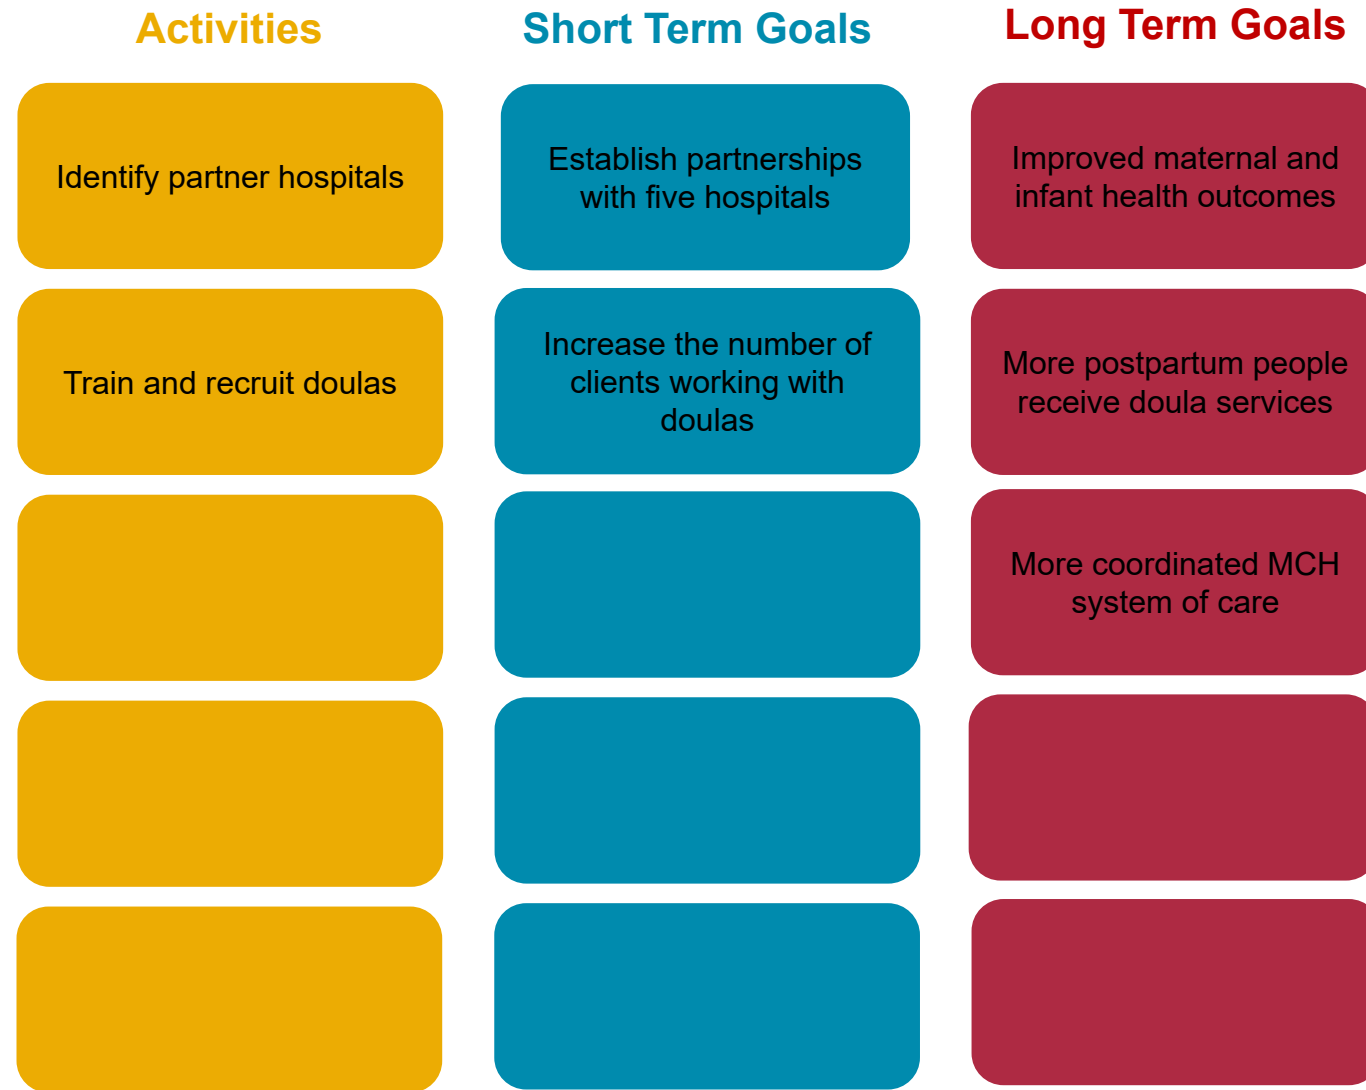 Activities
Short Term Goals
Long Term Goals
Identify partner hospitals
Establish partnerships
with five hospitals
Improved maternal and
infant health outcomes
Train and recruit doulas
Increase the number of
clients working with
doulas
More postpartum people
receive doula services
More coordinated MCH
system of care